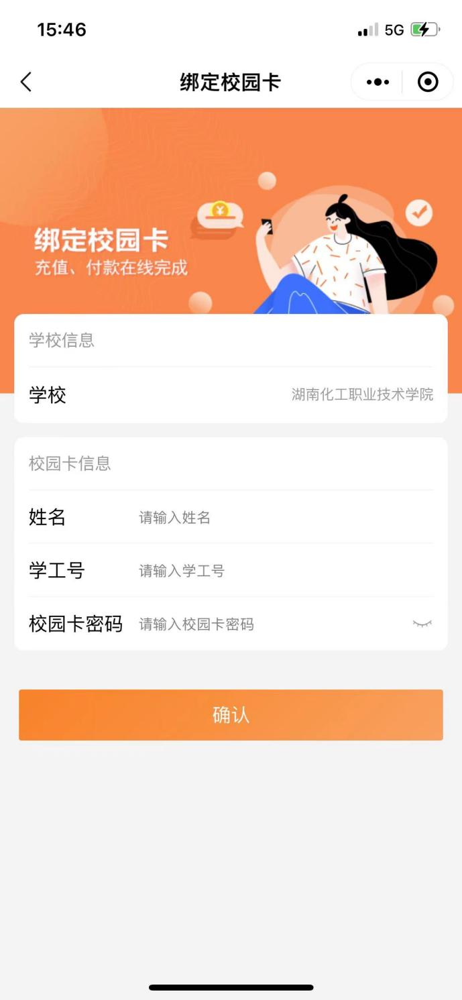 15:46
5G
绑定校园卡
绑定校园卡
充值、付款在线完成
学校信息
学校 湖南化工职业技术学院
校园卡信息
姓名 请输入姓名
学工号 请输入学工号
校园卡密码 请输入校园卡密码
确认